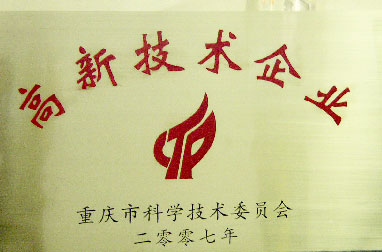 高新技术企业
重庆市科学技术委员会
二零零七年